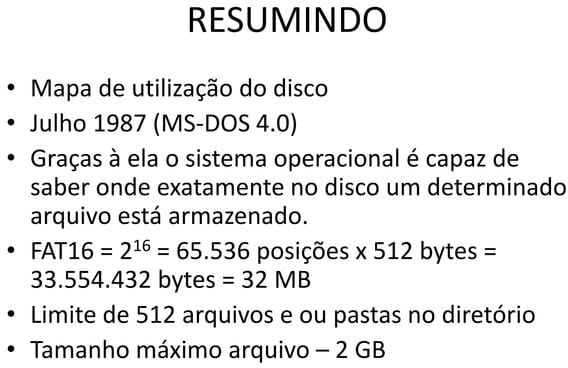 RESUMINDO
• Mapa de utilização do disco
• Julho 1987 (MS-DOS 4.0)
• Graças à ela o sistema operacional é capaz de
saber onde exatamente no disco um determinado
arquivo está armazenado.
• FAT16 = 2¹⁶ = 65.536 posições x 512 bytes =
33.554.432 bytes = 32 MB
• Limite de 512 arquivos e ou pastas no diretório
• Tamanho máximo arquivo – 2 GB